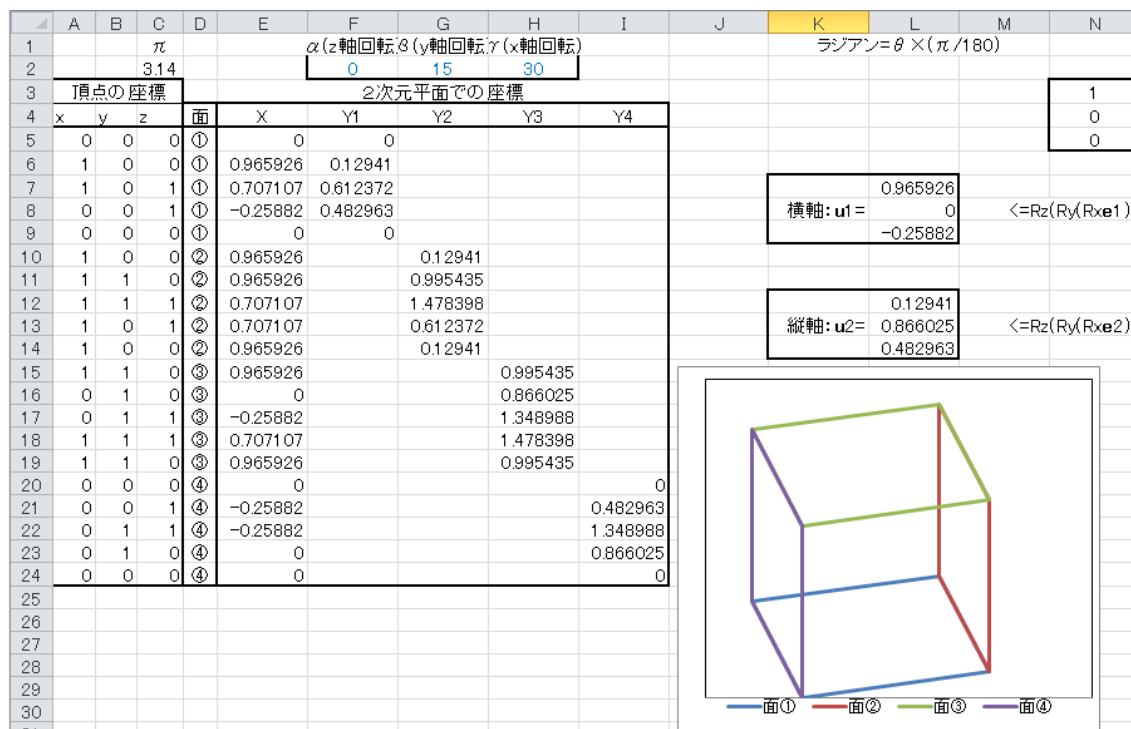 A B C D E F G H I J K L M N
1 π α(z軸回転 β(y軸回転 γ(x軸回転) ラジアン=θ×(π/180)
2 3.14 0 15 30
3 頂点の座標 2次元平面での座標 1
4 x y z 面 X Y1 Y2 Y3 Y4 0
5 0 0 0 ① 0 0 0
6 1 0 0 ① 0.965926 0.12941
7 1 0 1 ① 0.707107 0.612372 0.965926
8 0 0 1 ① -0.25882 0.482963 横軸:u1= 0 <=Rz(Ry(Rxe1)
9 0 0 0 ① 0 0 -0.25882
10 1 0 0 ② 0.965926 0.12941
11 1 1 0 ② 0.965926 0.995435
12 1 1 1 ② 0.707107 1.478398 0.12941
13 1 0 1 ② 0.707107 0.612372 縦軸:u2= 0.866025 <=Rz(Ry(Rxe2)
14 1 0 0 ② 0.965926 0.12941 0.482963
15 1 1 0 ③ 0.965926 0.995435
16 0 1 0 ③ 0 0.866025
17 0 1 1 ③ -0.25882 1.348988
18 1 1 1 ③ 0.707107 1.478398
19 1 1 0 ③ 0.965926 0.995435
20 0 0 0 ④ 0 0
21 0 0 1 ④ -0.25882 0.482963
22 0 1 1 ④ -0.25882 1.348988
23 0 1 0 ④ 0 0.866025
24 0 0 0 ④ 0 0
25
26
27
28
29
30
面① 面② 面③ 面④